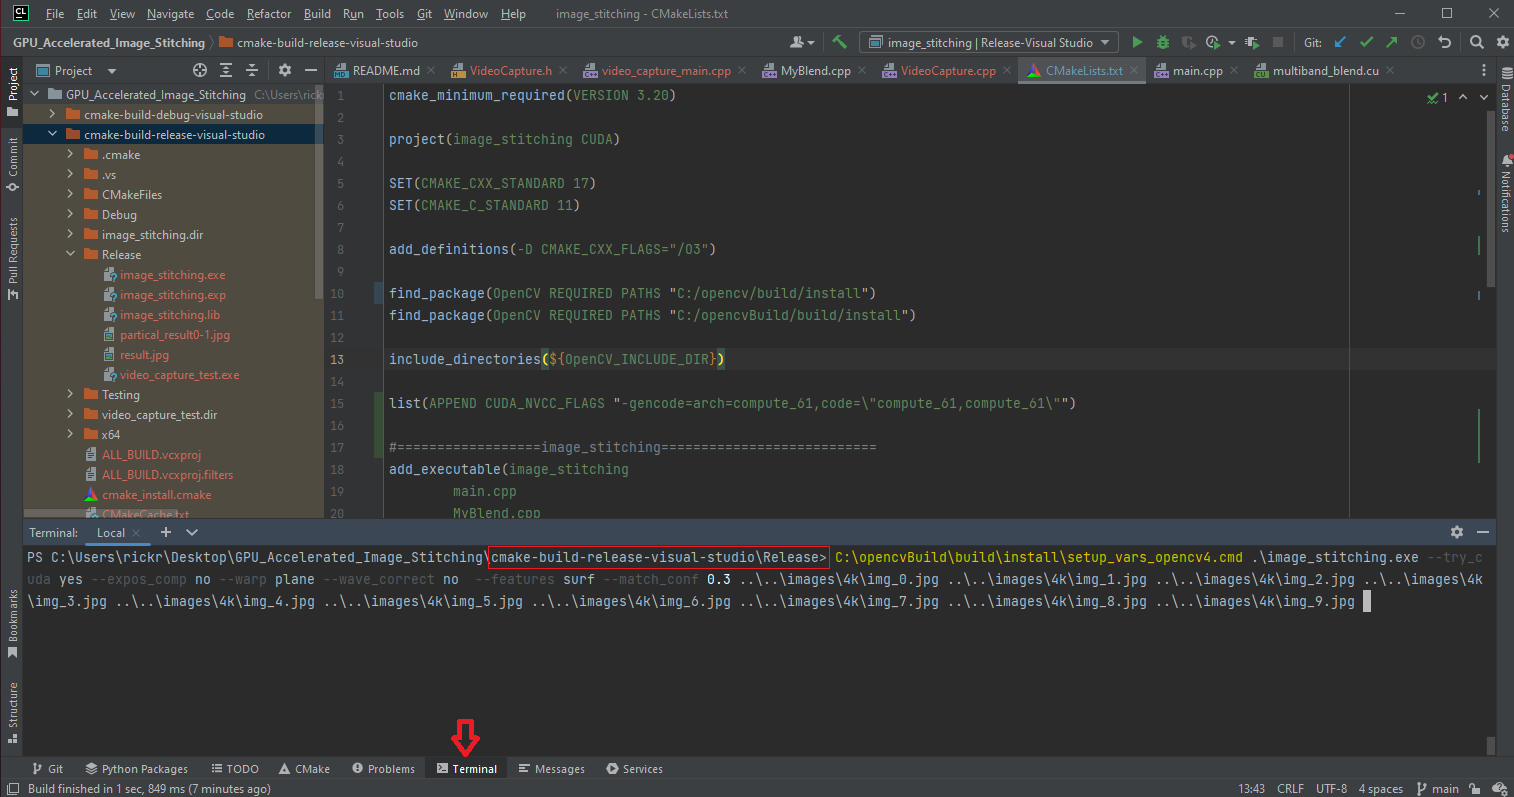 CL File Edit View Navigate Code Refactor Build Run Tools Git Window Help image_stitching - CMakeLists.txt
GPU_Accelerated_Image_Stitching cmake-build-release-visual-studio image_stitching | Release-Visual Studio Git:
Project
Commit
Pull Requests
Bookmarks
Structure
Project
GPU_Accelerated_Image_Stitching C:\Users\rickr
cmake-build-debug-visual-studio
cmake-build-release-visual-studio
.cmake
.vs
CMakeFiles
Debug
image_stitching.dir
Release
image_stitching.exe
image_stitching.exp
image_stitching.lib
partical_result0-1.jpg
result.jpg
video_capture_test.exe
Testing
video_capture_test.dir
x64
ALL_BUILD.vcxproj
ALL_BUILD.vcxproj.filters
cmake_install.cmake
CMakeCache.txt
README.md VideoCapture.h video_capture_main.cpp MyBlend.cpp VideoCapture.cpp CMakeLists.txt main.cpp multiband_blend.cu
1 cmake_minimum_required(VERSION 3.20)
2
3 project(image_stitching CUDA)
4
5 SET(CMAKE_CXX_STANDARD 17)
6 SET(CMAKE_C_STANDARD 11)
7
8 add_definitions(-D CMAKE_CXX_FLAGS="/O3")
9
10 find_package(OpenCV REQUIRED PATHS "C:/opencv/build/install")
11 find_package(OpenCV REQUIRED PATHS "C:/opencvBuild/build/install")
12
13 include_directories(${OpenCV_INCLUDE_DIR})
14
15 list(APPEND CUDA_NVCC_FLAGS "-gencode=arch=compute_61,code=\"compute_61,compute_61\"")
16
17 #==================image_stitching===========================
18 add_executable(image_stitching
19 main.cpp
20 MyBlend.cpp
1
Database
Notifications
Terminal: Local
PS C:\Users\rickr\Desktop\GPU_Accelerated_Image_Stitching\cmake-build-release-visual-studio\Release> C:\opencvBuild\build\install\setup_vars_opencv4.cmd .\image_stitching.exe --try_c
uda yes --expos_comp no --warp plane --wave_correct no --features surf --match_conf 0.3 ..\..\images\4k\img_0.jpg ..\..\images\4k\img_1.jpg ..\..\images\4k\img_2.jpg ..\..\images\4k
\img_3.jpg ..\..\images\4k\img_4.jpg ..\..\images\4k\img_5.jpg ..\..\images\4k\img_6.jpg ..\..\images\4k\img_7.jpg ..\..\images\4k\img_8.jpg ..\..\images\4k\img_9.jpg
Git Python Packages TODO CMake Problems Terminal Messages Services
Build finished in 1 sec, 849 ms (7 minutes ago) 13:43 CRLF UTF-8 4 spaces main